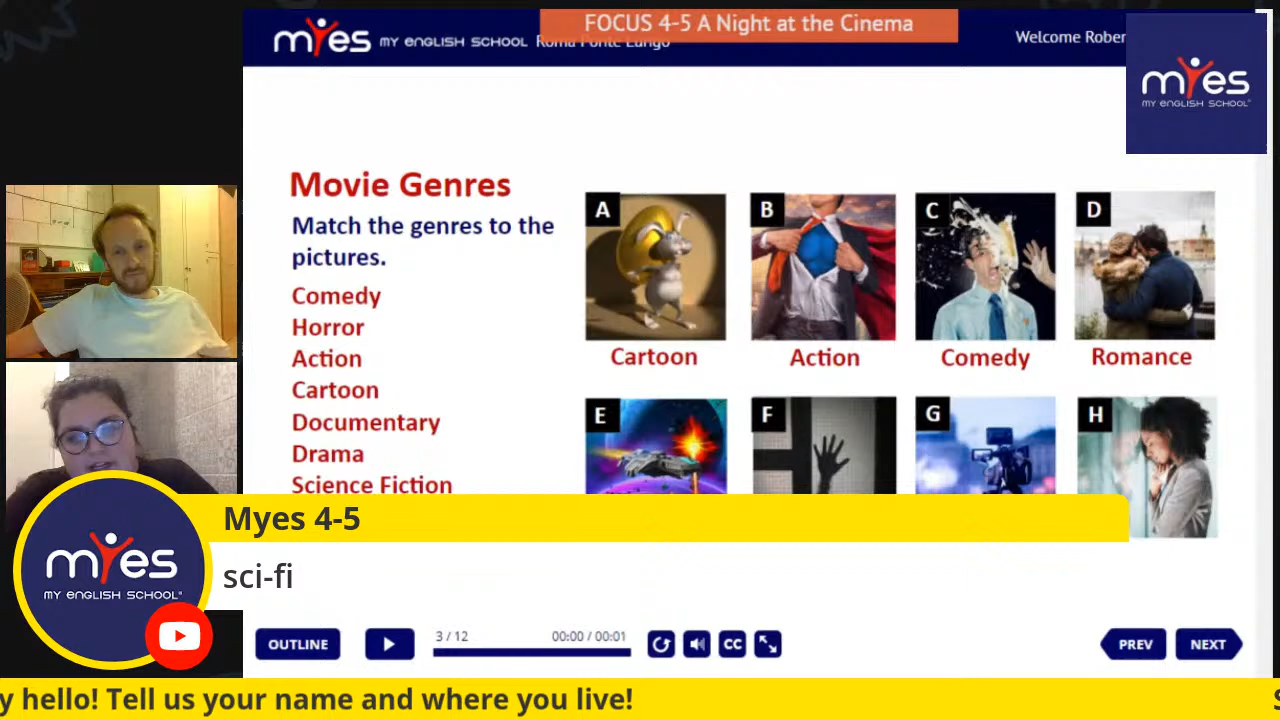 FOCUS 4-5 A Night at the Cinema
myes MY ENGLISH SCHOOL Roma Ponte Lungo
Welcome Rober
myes
MY ENGLISH SCHOOL
Movie Genres
Match the genres to the
pictures.
Comedy
Horror
Action
Cartoon
Documentary
Drama
Science Fiction
A
B
C
D
Cartoon
Action
Comedy
Romance
E
F
G
H
Myes 4-5
sci-fi
myes
MY ENGLISH SCHOOL
OUTLINE
3 / 12
00:00 / 00:01
CC
PREV
NEXT
y hello! Tell us your name and where you live!
S